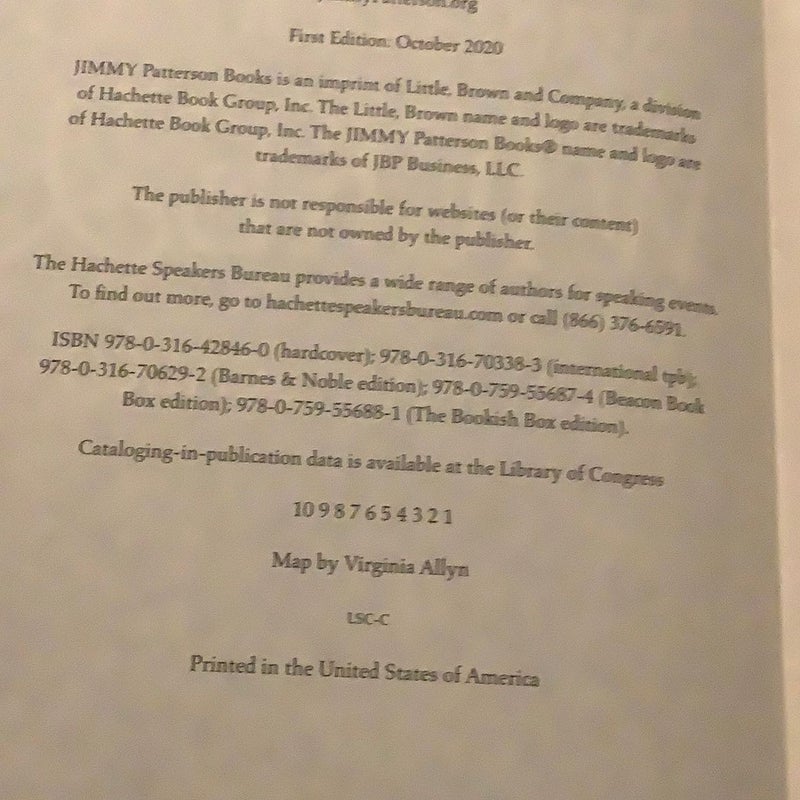 First Edition: October 2020
JIMMY Patterson Books is an imprint of Little, Brown and Company, a division
of Hachette Book Group, Inc. The Little, Brown name and logo are trademarks
of Hachette Book Group, Inc. The JIMMY Patterson Books® name and logo are
trademarks of JBP Business, LLC.
The publisher is not responsible for websites (or their content)
that are not owned by the publisher.
The Hachette Speakers Bureau provides a wide range of authors for speaking events.
To find out more, go to hachettespeakersbureau.com or call (866) 376-6591.
ISBN 978-0-316-42846-0 (hardcover); 978-0-316-70338-3 (international tpb);
978-0-316-70629-2 (Barnes & Noble edition); 978-0-759-55687-4 (Beacon Book
Box edition); 978-0-759-55688-1 (The Bookish Box edition).
Cataloging-in-publication data is available at the Library of Congress
10 9 8 7 6 5 4 3 2 1
Map by Virginia Allyn
LSC-C
Printed in the United States of America